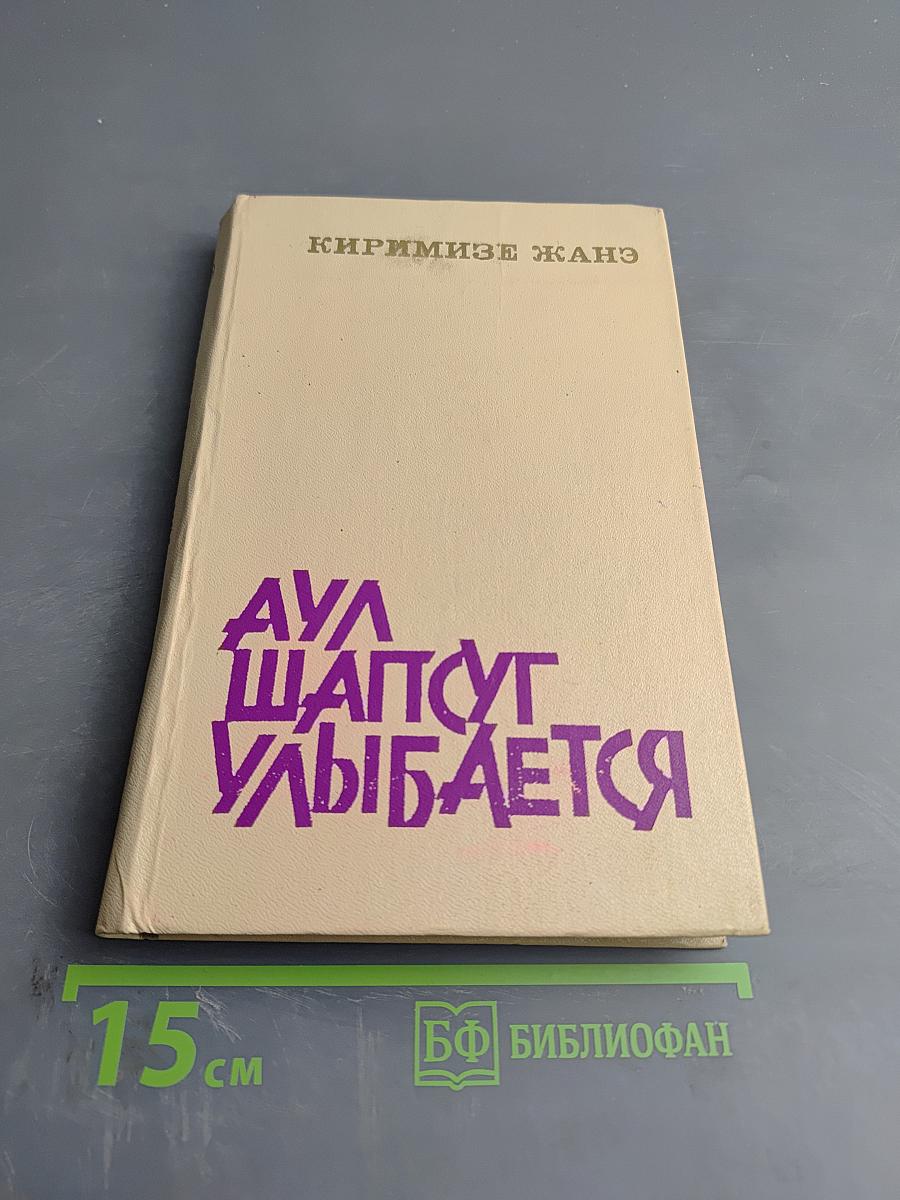 КИРИМИЗЕ ЖАНЭ
АУЛ
ШАПСУГ
УЛЫБАЕТСЯ
15 см
БФ БИБЛИОФАН